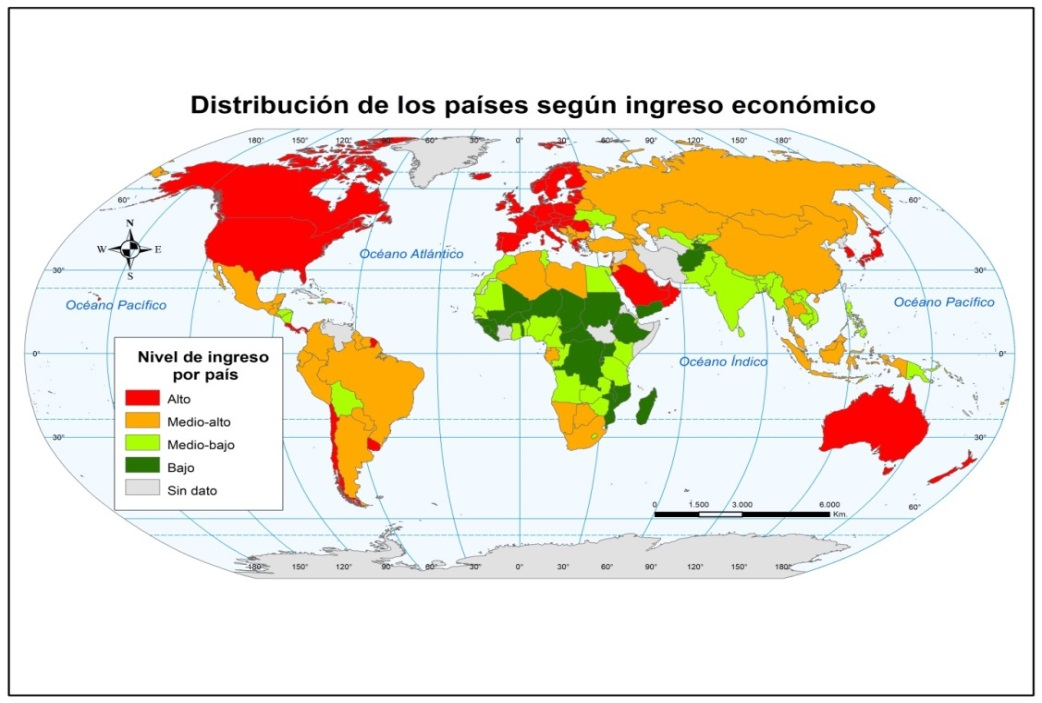 Distribución de los países según ingreso económico
180° 150° 120° 90° 60° 30° 0° 30° 60° 90° 120° 150° 180°
60° 60°
N
W E
S
Océano Atlántico
30° 30°
Océano Pacífico Océano Pacífico
0° Océano Índico 0°
Nivel de ingreso
por país
Alto
Medio-alto
Medio-bajo
Bajo
Sin dato
30° 30°
0 1.500 3.000 6.000
Km.
60°
180° 150° 120° 90° 60° 30° 0° 30° 60° 90° 120° 150° 180°